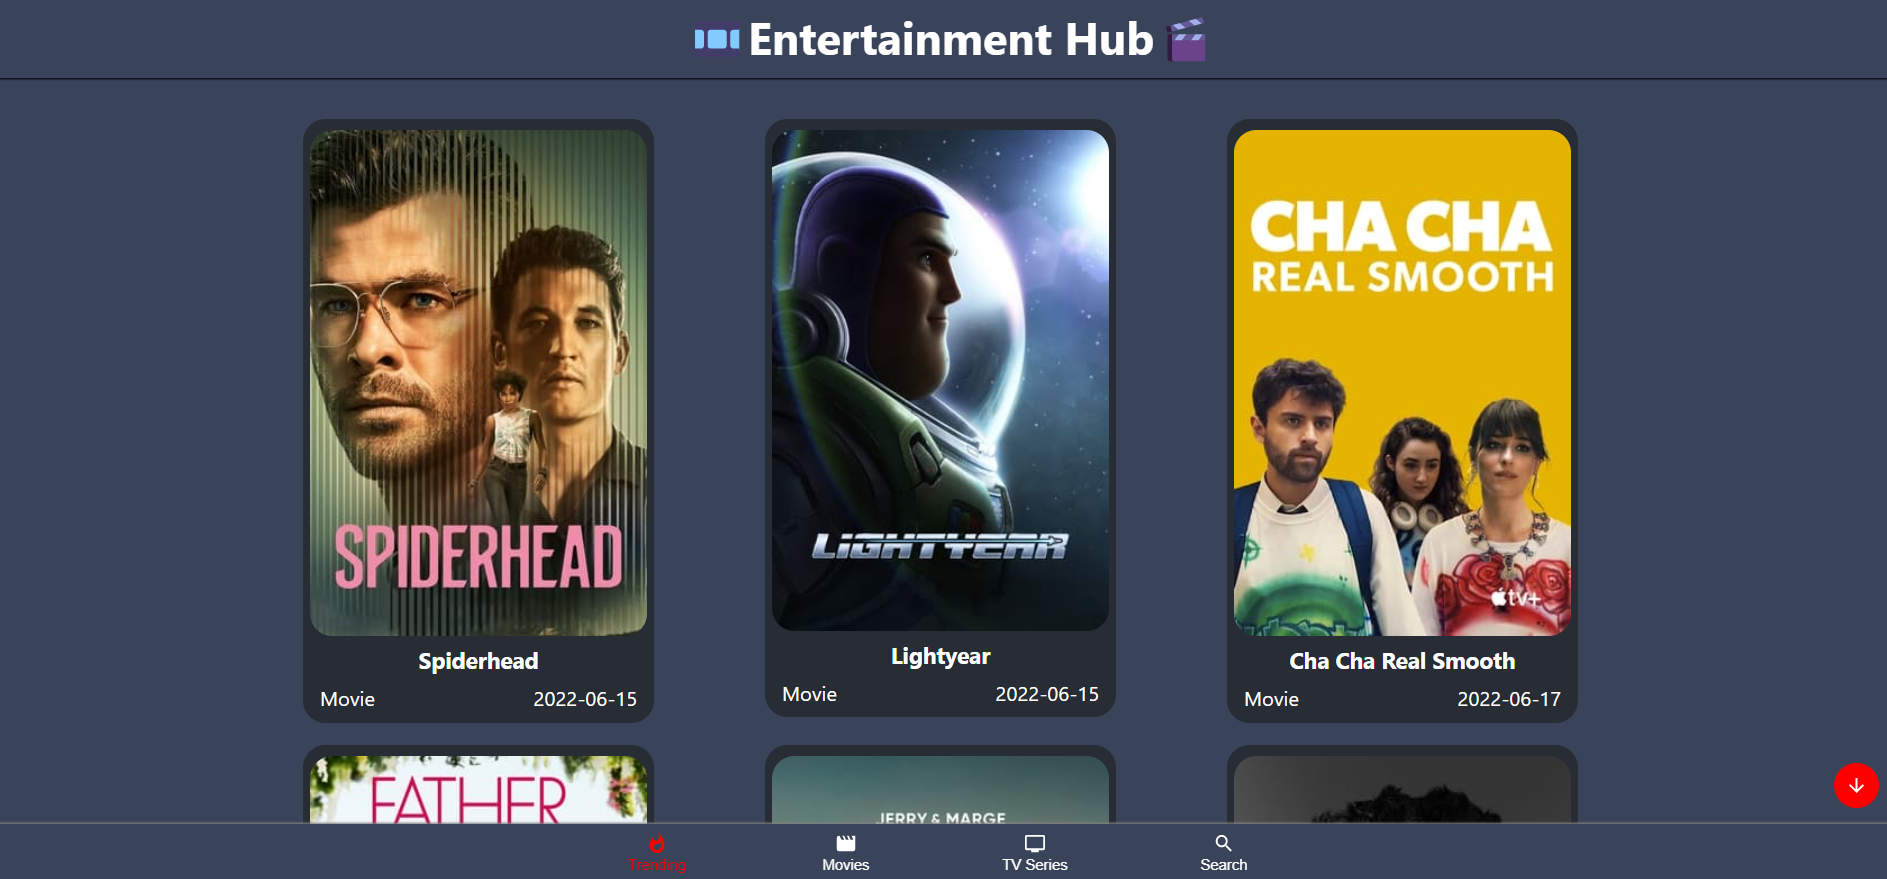 Entertainment Hub
SPIDERHEAD
Spiderhead
Movie 2022-06-15
LIGHTYEAR
Lightyear
Movie 2022-06-15
CHA CHA
REAL SMOOTH
tv+
Cha Cha Real Smooth
Movie 2022-06-17
FATHER
JERRY & MARGE
Trending
Movies
TV Series
Search